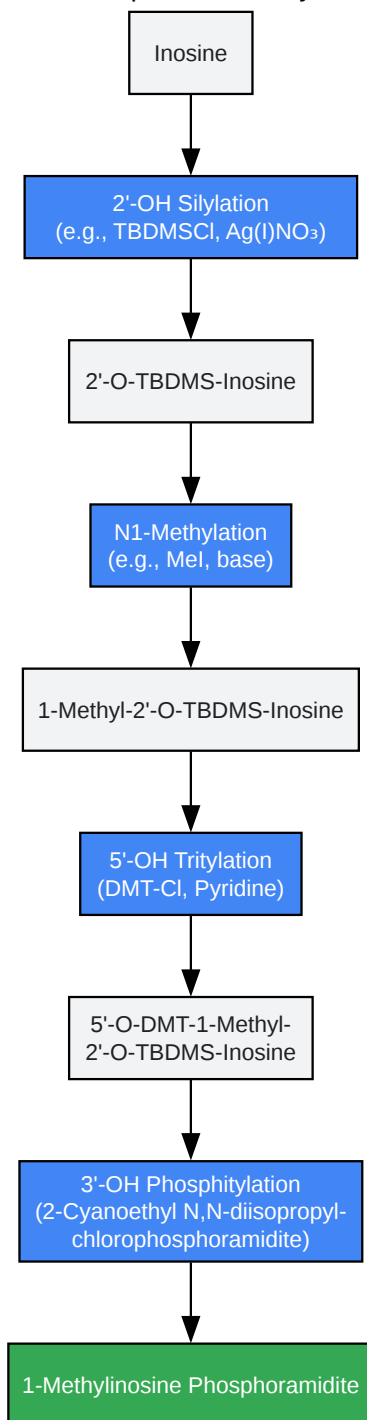 Inosine
2'-OH Silylation
(e.g., TBDMSCl, Ag(I)NO₃)
2'-O-TBDMS-Inosine
N1-Methylation
(e.g., MeI, base)
1-Methyl-2'-O-TBDMS-Inosine
5'-OH Tritylation
(DMT-Cl, Pyridine)
5'-O-DMT-1-Methyl-
2'-O-TBDMS-Inosine
3'-OH Phosphitylation
(2-Cyanoethyl N,N-diisopropyl-
chlorophosphoramidite)
1-Methylinosine Phosphoramidite